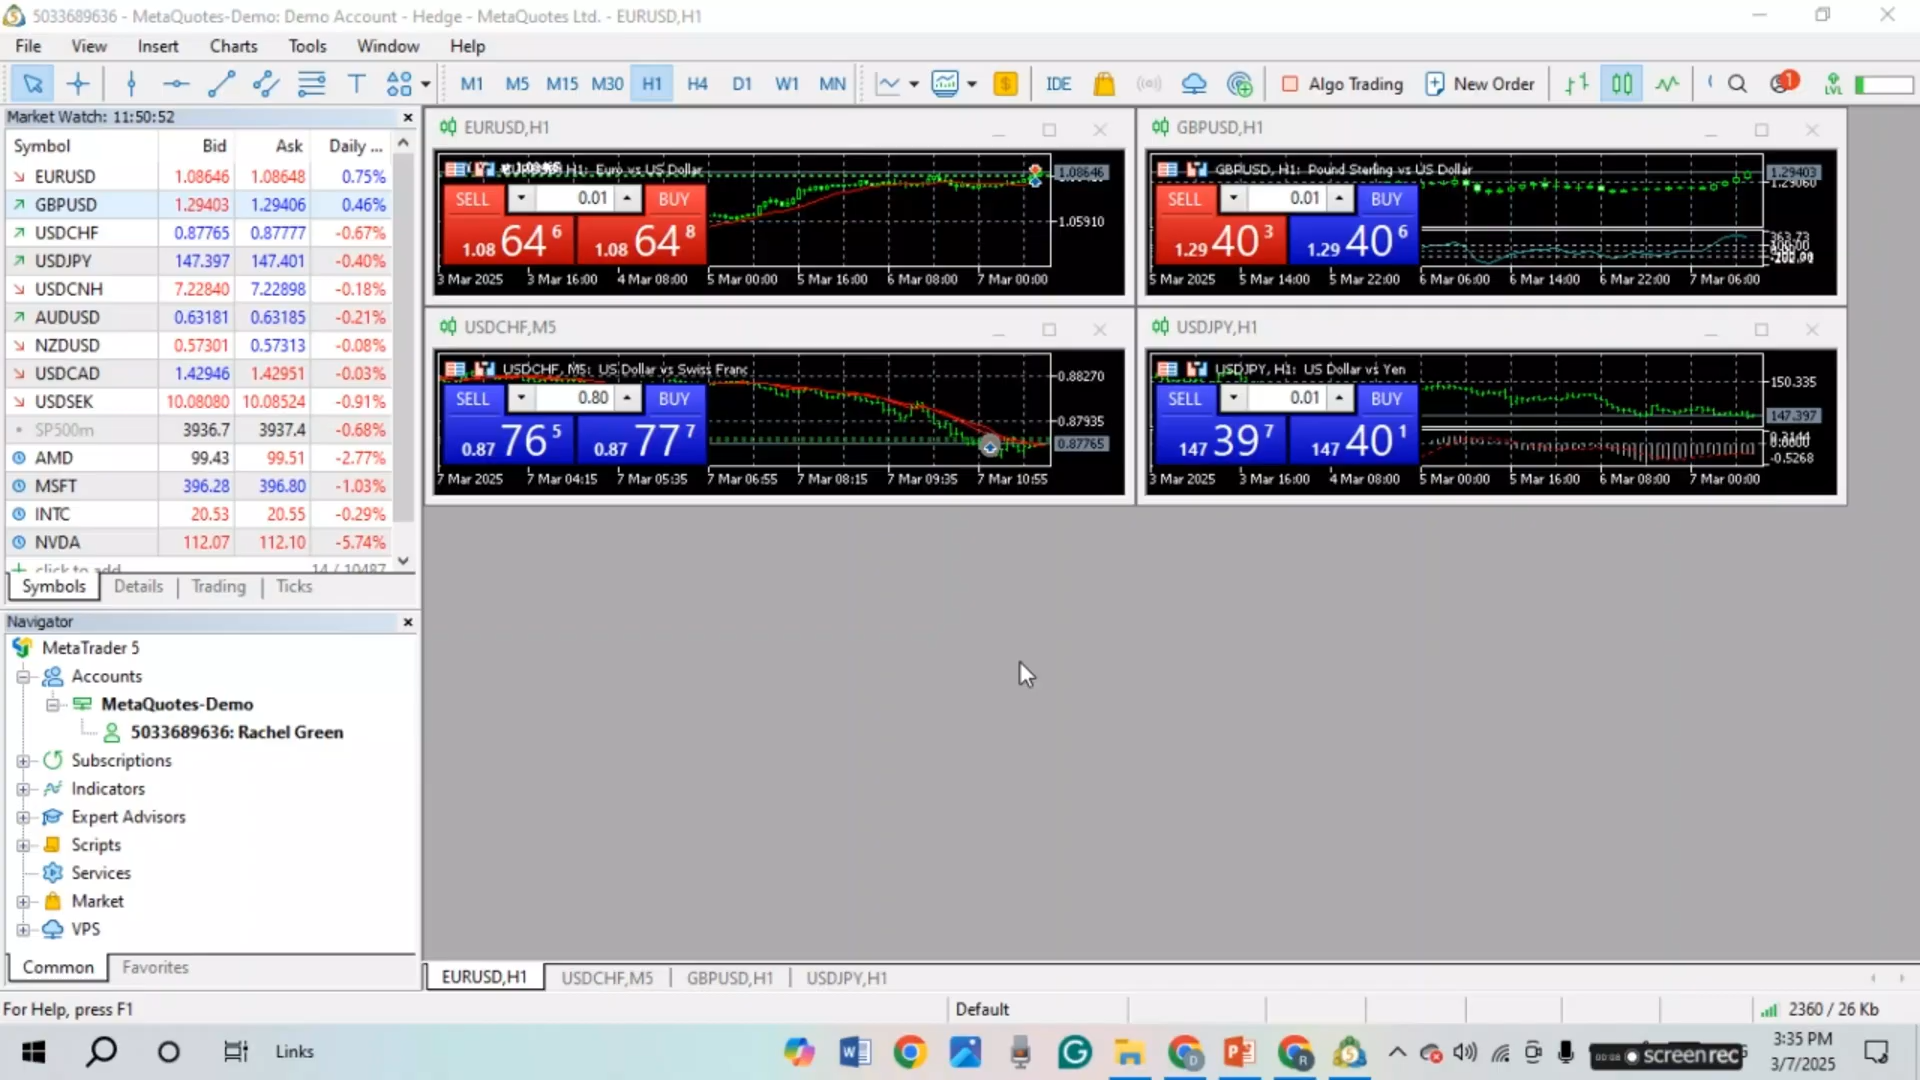 5033689636 - MetaQuotes-Demo: Demo Account - Hedge - MetaQuotes Ltd. - EURUSD,H1
File View Insert Charts Tools Window Help
M1 M5 M15 M30 H1 H4 D1 W1 MN IDE Algo Trading New Order 1 LVL
Market Watch: 11:50:52
Symbol Bid Ask Daily ...
EURUSD 1.08646 1.08648 0.75%
GBPUSD 1.29403 1.29406 0.46%
USDCHF 0.87765 0.87777 -0.67%
USDJPY 147.397 147.401 -0.40%
USDCNH 7.22840 7.22898 -0.18%
AUDUSD 0.63181 0.63185 -0.21%
NZDUSD 0.57301 0.57313 -0.08%
USDCAD 1.42946 1.42951 -0.03%
USDSEK 10.08080 10.08524 -0.91%
SP500m 3936.7 3937.4 -0.68%
AMD 99.43 99.51 -2.77%
MSFT 396.28 396.80 -1.03%
INTC 20.53 20.55 -0.29%
NVDA 112.07 112.10 -5.74%
click to add 14 / 10487
Symbols Details Trading Ticks
Navigator
MetaTrader 5
Accounts
MetaQuotes-Demo
5033689636: Rachel Green
Subscriptions
Indicators
Expert Advisors
Scripts
Services
Market
VPS
Common Favorites
EURUSD,H1
H1: Euro vs US Dollar
1.08646
SELL 0.01 BUY
1.08 64 6 1.08 64 8
1.05910
3 Mar 2025 3 Mar 16:00 4 Mar 08:00 5 Mar 00:00 5 Mar 16:00 6 Mar 08:00 7 Mar 00:00
GBPUSD,H1
GBPUSD, H1: Pound Sterling vs US Dollar
1.29403
1.29060
SELL 0.01 BUY
1.29 40 3 1.29 40 6
363.73
5 Mar 2025 5 Mar 14:00 5 Mar 22:00 6 Mar 06:00 6 Mar 14:00 6 Mar 22:00 7 Mar 06:00
USDCHF,M5
USDCHF, M5: US Dollar vs Swiss Franc
0.88270
SELL 0.80 BUY
0.87 76 5 0.87 77 7
0.87935
0.87765
7 Mar 2025 7 Mar 04:15 7 Mar 05:35 7 Mar 06:55 7 Mar 08:15 7 Mar 09:35 7 Mar 10:55
USDJPY,H1
USDJPY, H1: US Dollar vs Yen
150.335
SELL 0.01 BUY
147 39 7 147 40 1
147.397
-0.5268
3 Mar 2025 3 Mar 16:00 4 Mar 08:00 5 Mar 00:00 5 Mar 16:00 6 Mar 08:00 7 Mar 00:00
EURUSD,H1 USDCHF,M5 GBPUSD,H1 USDJPY,H1
For Help, press F1 Default 2360 / 26 Kb
Links screenrec 3:35 PM
3/7/2025